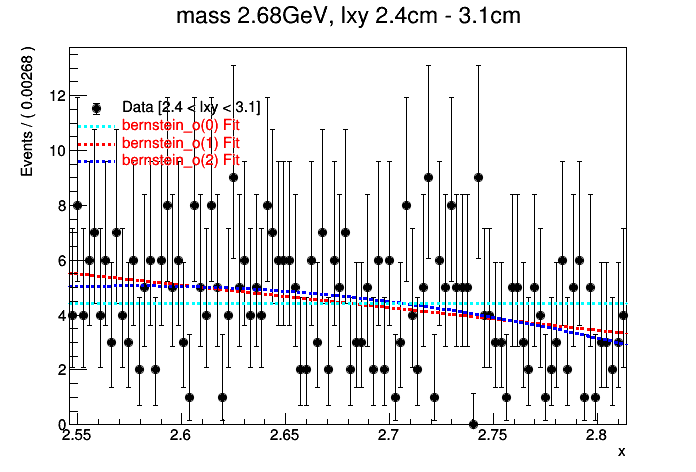 mass 2.68GeV, lxy 2.4cm - 3.1cm
Events / ( 0.00268 )
12
10
8
6
4
2
0
Data [2.4 < lxy < 3.1]
bernstein_o(0) Fit
bernstein_o(1) Fit
bernstein_o(2) Fit
2.55 2.6 2.65 2.7 2.75 2.8
x